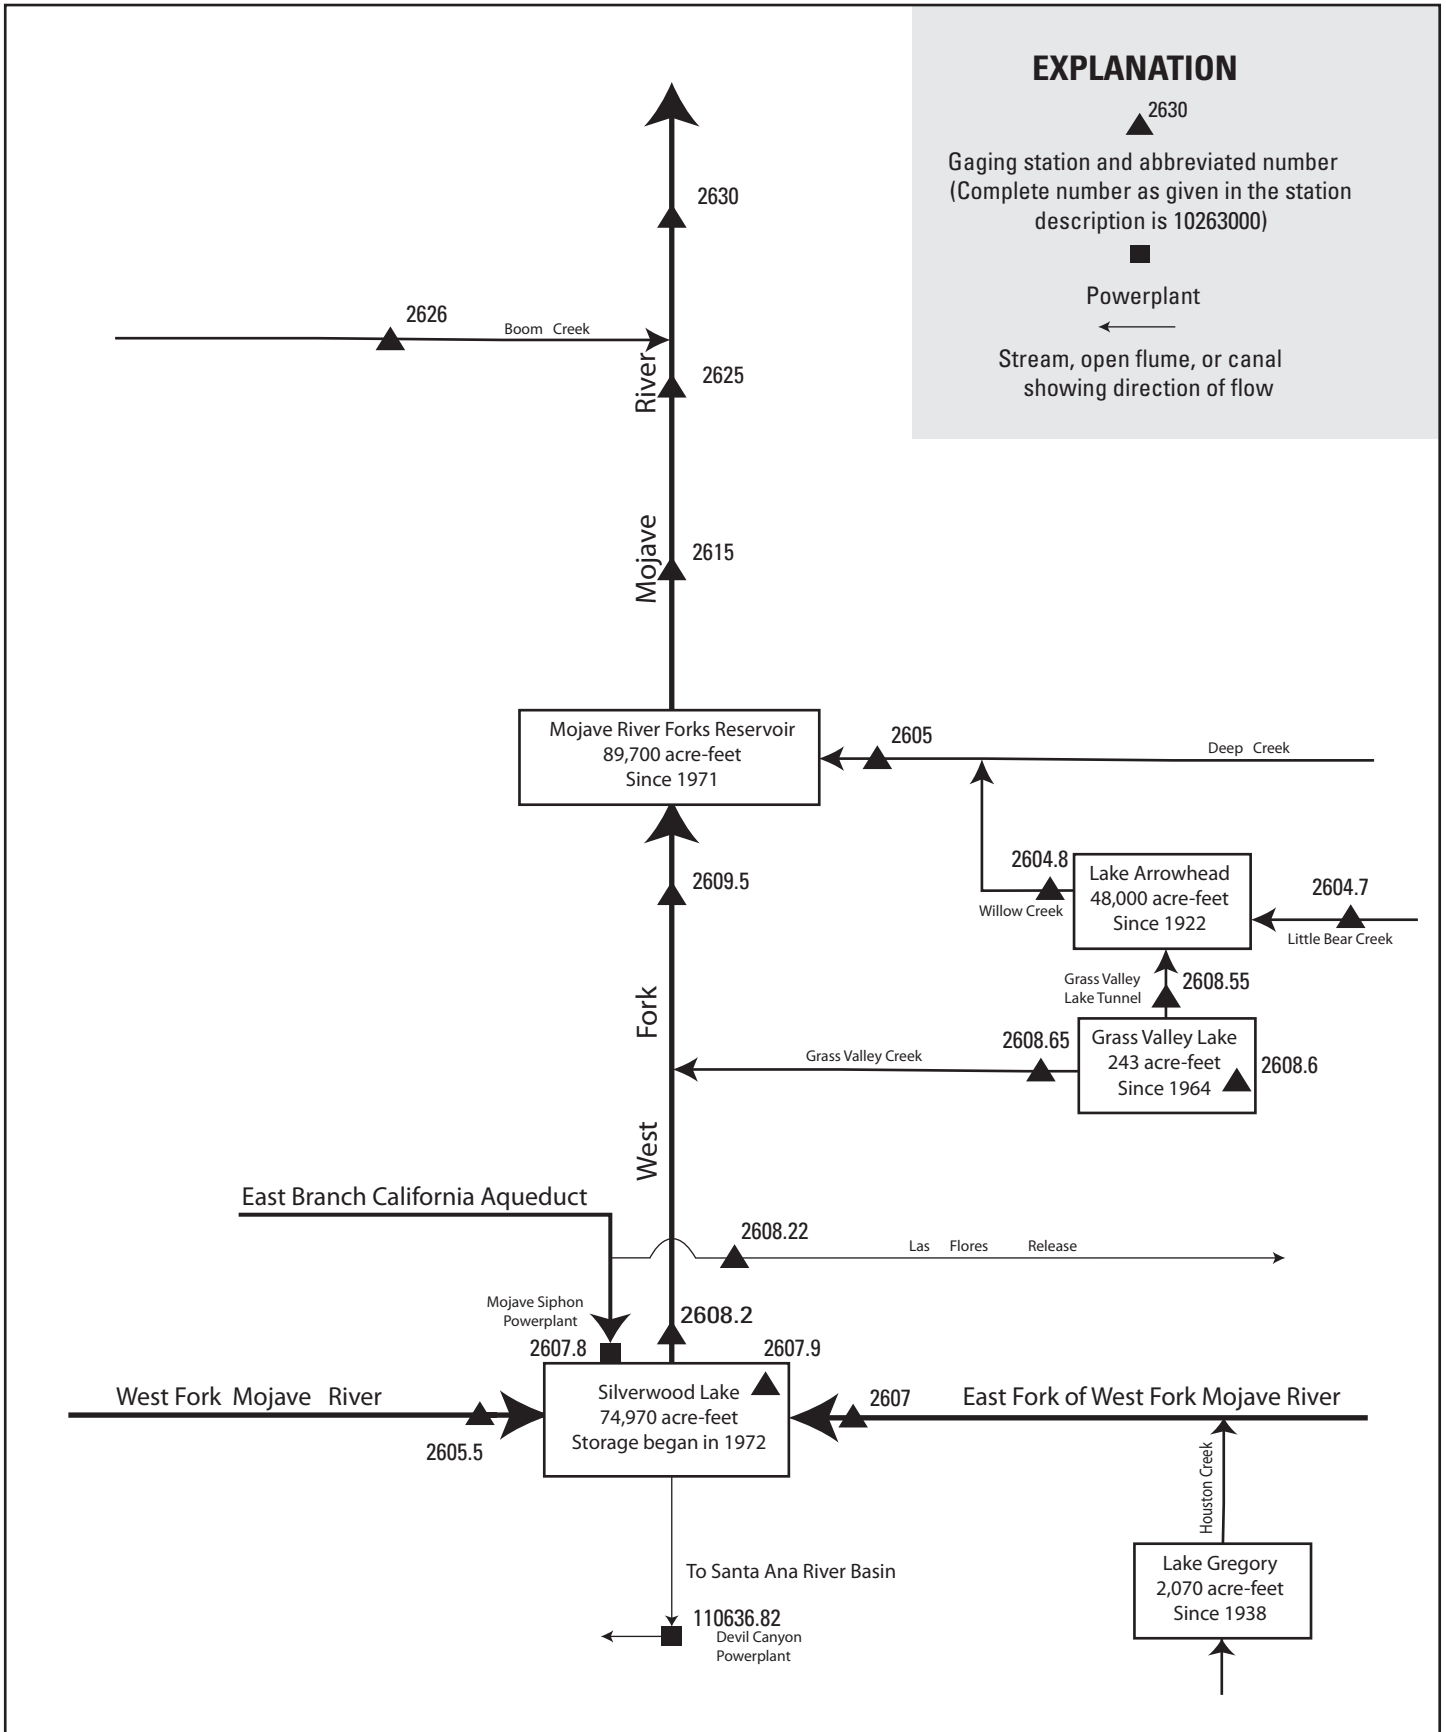 EXPLANATION
2630
Gaging station and abbreviated number
(Complete number as given in the station
description is 10263000)
Powerplant
Stream, open flume, or canal
showing direction of flow
2630
2626
Boom Creek
River
2625
Mojave
2615
Mojave River Forks Reservoir
89,700 acre-feet
Since 1971
2605
Deep Creek
2604.8
Willow Creek
Lake Arrowhead
48,000 acre-feet
Since 1922
2604.7
Little Bear Creek
2609.5
Fork
Grass Valley
Lake Tunnel
2608.55
2608.65
Grass Valley Creek
Grass Valley Lake
243 acre-feet
Since 1964
2608.6
West
East Branch California Aqueduct
2608.22
Las Flores Release
Mojave Siphon
Powerplant
2607.8
2608.2
2607.9
West Fork Mojave River
2605.5
Silverwood Lake
74,970 acre-feet
Storage began in 1972
2607
East Fork of West Fork Mojave River
Houston Creek
Lake Gregory
2,070 acre-feet
Since 1938
To Santa Ana River Basin
110636.82
Devil Canyon
Powerplant